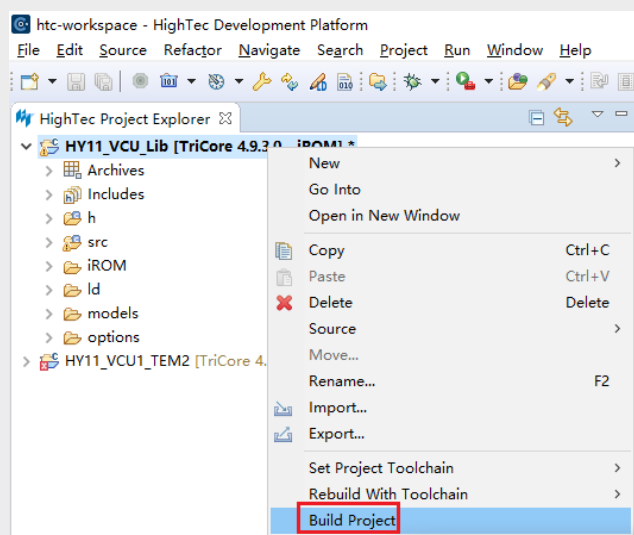 htc-workspace - HighTec Development Platform
File Edit Source Refactor Navigate Search Project Run Window Help
HighTec Project Explorer
HY11_VCU_Lib [TriCore 4.9.3.0 - iROM] *
Archives
Includes
h
src
iROM
ld
models
options
HY11_VCU1_TEM2 [TriCore 4.
New
Go Into
Open in New Window
Copy Ctrl+C
Paste Ctrl+V
Delete Delete
Source
Move...
Rename... F2
Import...
Export...
Set Project Toolchain
Rebuild With Toolchain
Build Project